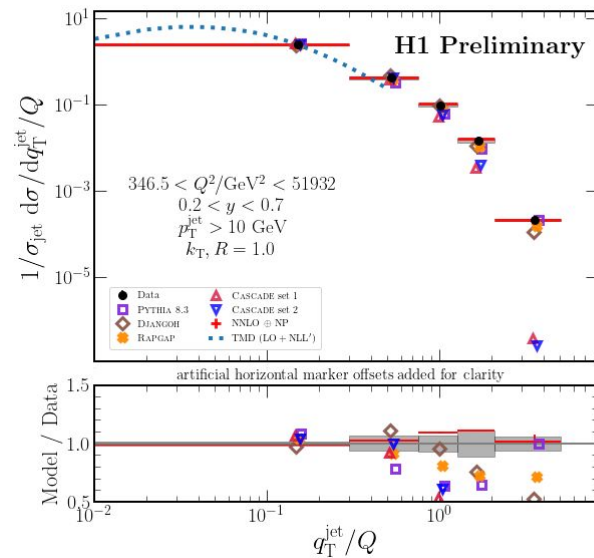 H1 Preliminary
10¹
10⁻¹
10⁻³
10⁻⁵
1/σ_jet dσ/dq_T^jet/Q
346.5 < Q²/GeV² < 51932
0.2 < y < 0.7
p_T^jet > 10 GeV
k_T, R = 1.0
Data
PYTHIA 8.3
DJANGOH
RAPGAP
CASCADE set 1
CASCADE set 2
NNLO ⊕ NP
TMD (LO + NLL′)
artificial horizontal marker offsets added for clarity
Model / Data
1.5
1.0
0.5
10⁻² 10⁻¹ 10⁰
q_T^jet/Q